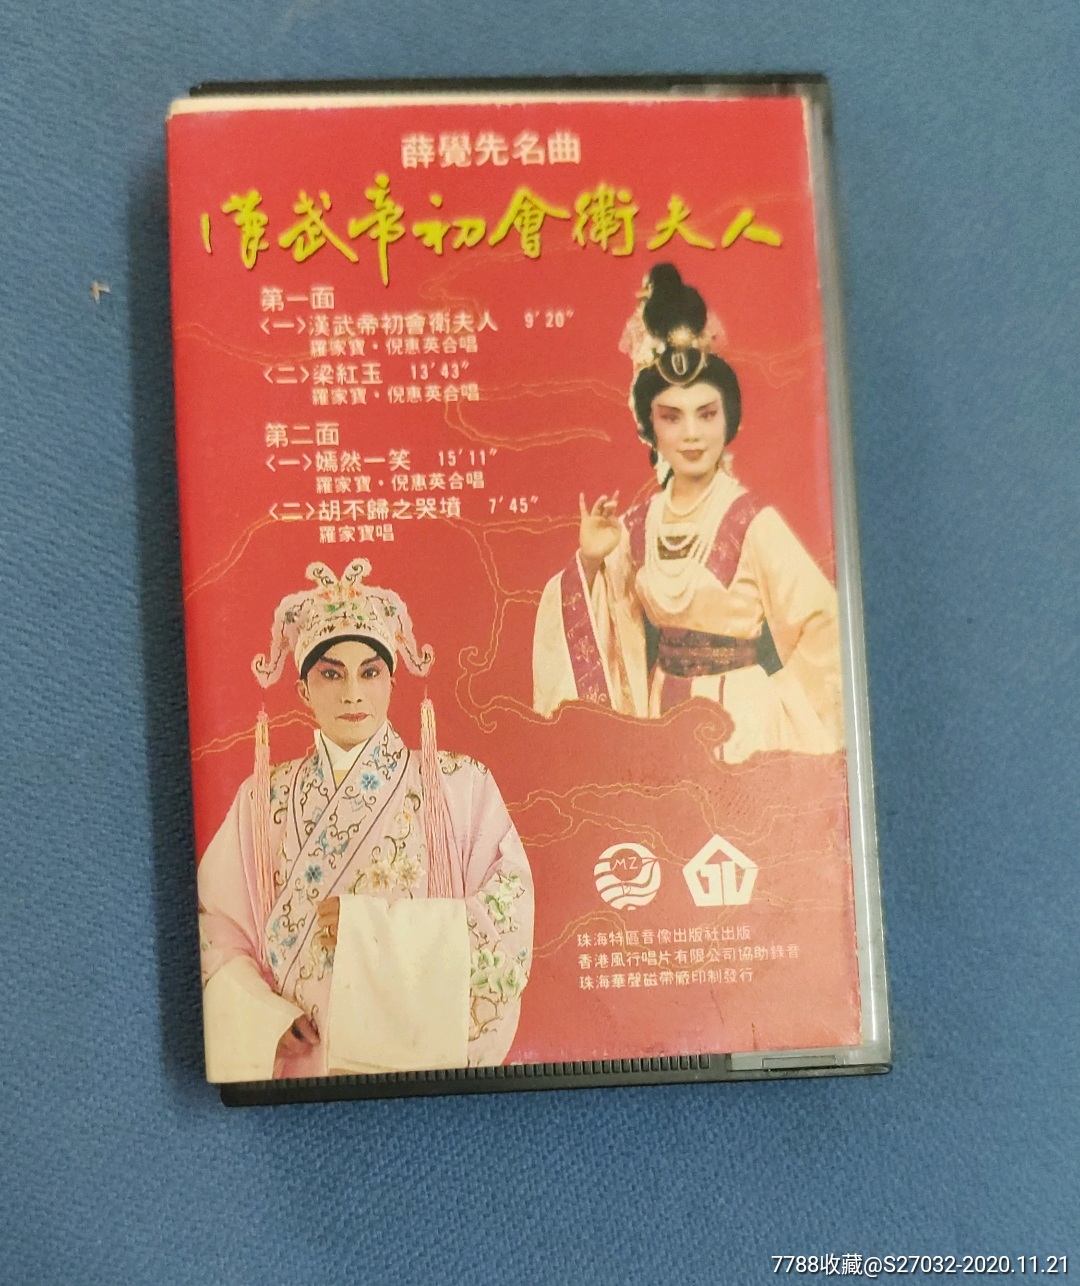 薛覺先名曲
漢武帝初會衛夫人
第一面
<一>漢武帝初會衛夫人 9′20″
羅家寶・倪惠英合唱
<二>梁紅玉 13′43″
羅家寶・倪惠英合唱
第二面
<一>嫣然一笑 15′11″
羅家寶・倪惠英合唱
<二>胡不歸之哭墳 7′45″
羅家寶唱
MZ
珠海特區音像出版社出版
香港風行唱片有限公司協助錄音
珠海華聲磁帶廠印制發行
7788收藏@S27032-2020.11.21